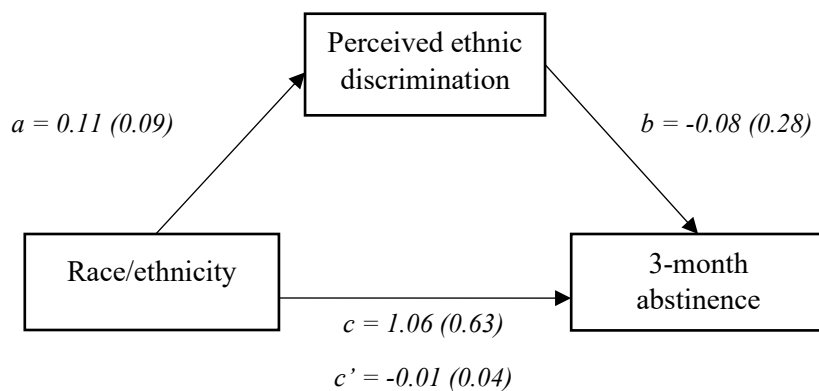 Perceived ethnic
discrimination
a = 0.11 (0.09)
b = -0.08 (0.28)
Race/ethnicity
3-month
abstinence
c = 1.06 (0.63)
c’ = -0.01 (0.04)